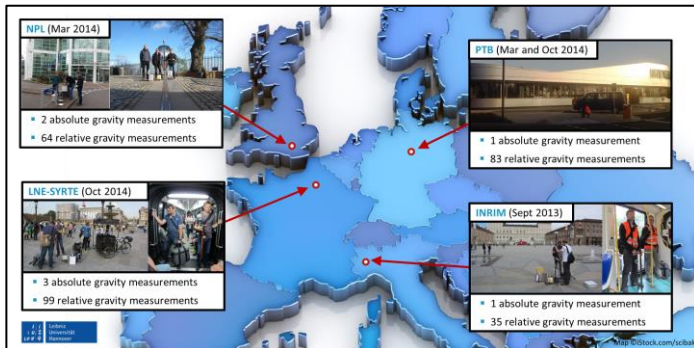 NPL (Mar 2014)
2 absolute gravity measurements
64 relative gravity measurements
PTB (Mar and Oct 2014)
1 absolute gravity measurement
83 relative gravity measurements
LNE-SYRTE (Oct 2014)
3 absolute gravity measurements
99 relative gravity measurements
INRIM (Sept 2013)
1 absolute gravity measurement
35 relative gravity measurements
Leibniz
Universität
Hannover
Map ©iStock.com/scibak